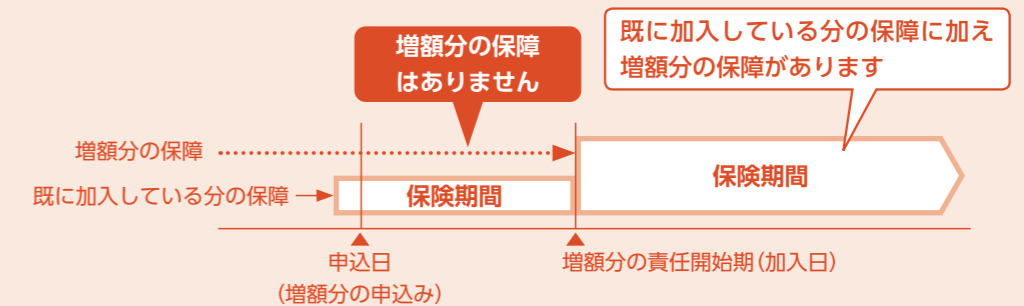 増額分の保障
はありません
既に加入している分の保障に加え
増額分の保障があります
増額分の保障
既に加入している分の保障
保険期間
保険期間
申込日
(増額分の申込み)
増額分の責任開始期(加入日)